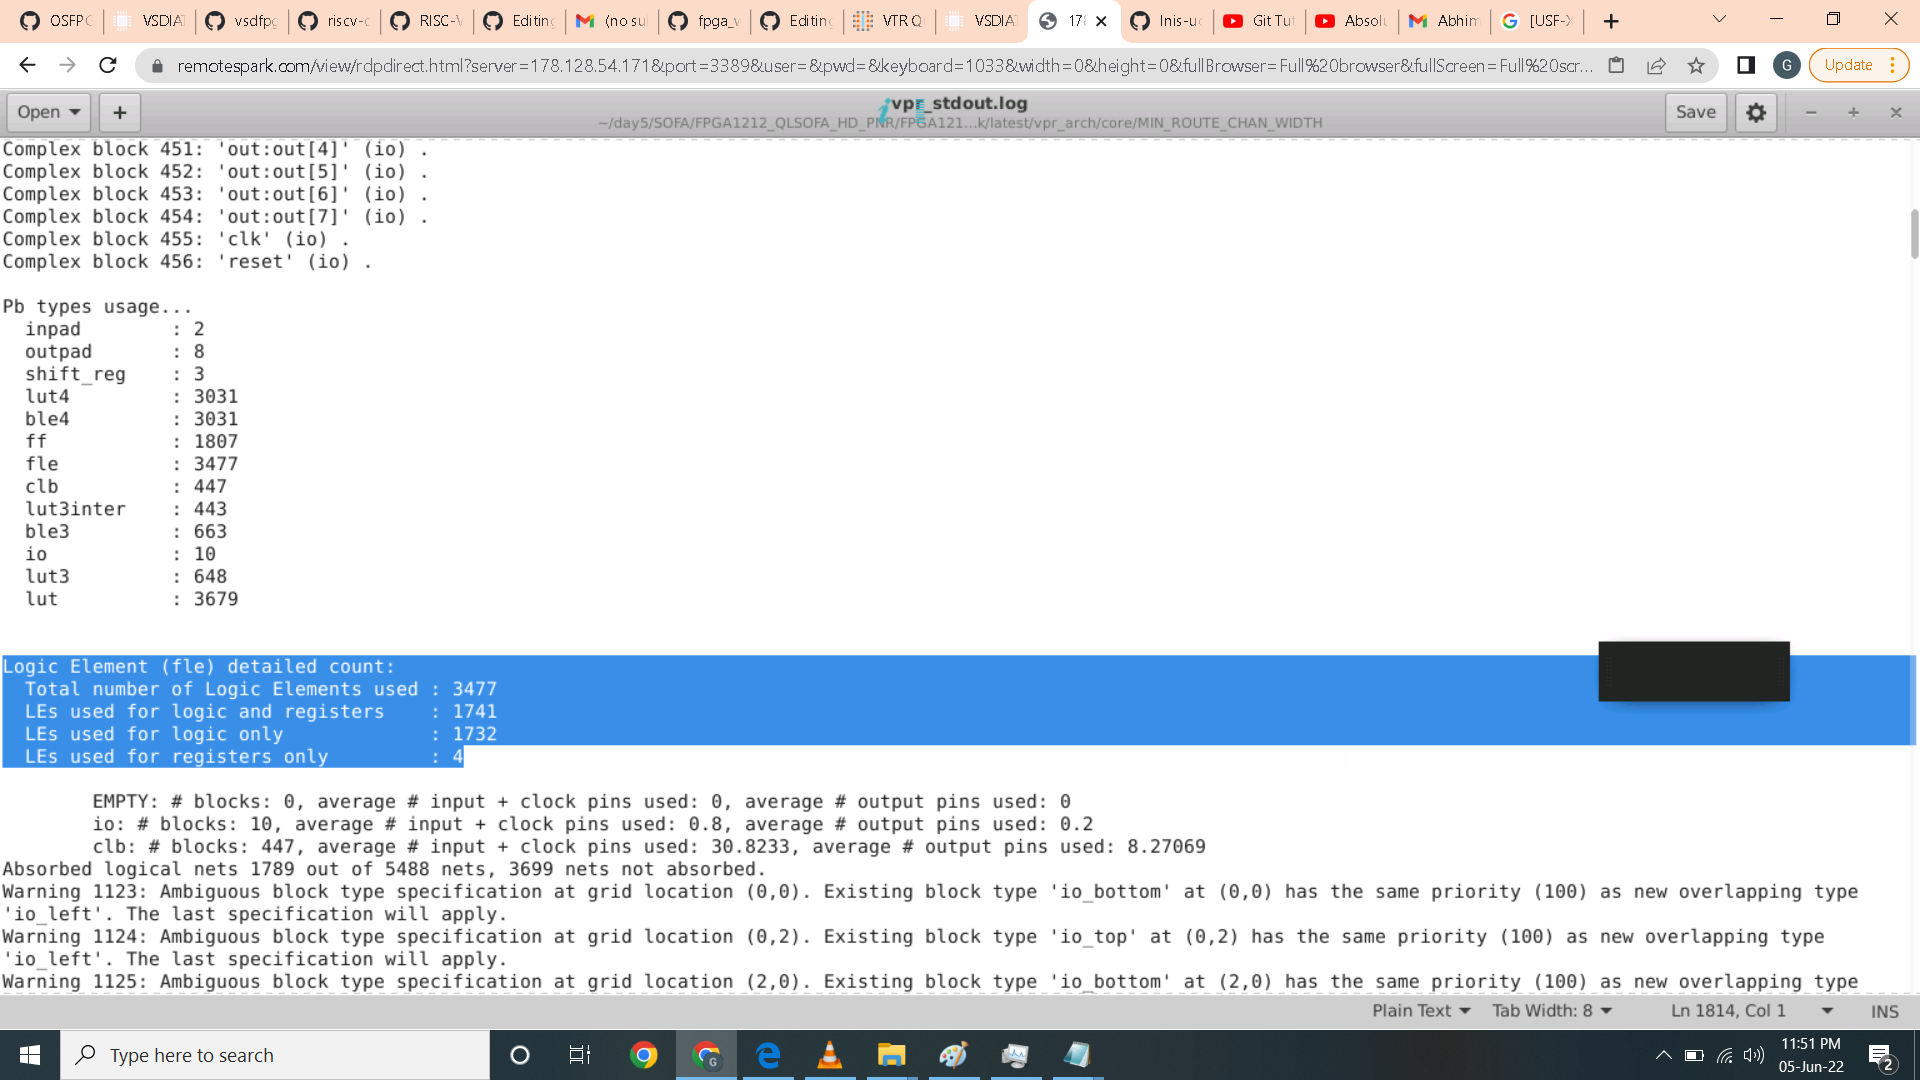 OSFPG
VSDIAT
vsdfpg
riscv-c
RISC-V
Editing
(no su
fpga_w
Editing
VTR Q
VSDIAT
178
Inis-uc
Git Tut
Absolu
Abhim
[USF-X
remotespark.com/view/rdpdirect.html?server=178.128.54.171&port=3389&user=&pwd=&keyboard=1033&width=0&height=0&fullBrowser=Full%20browser&fullScreen=Full%20scr...
G
Update
Open
vpr_stdout.log
~/day5/SOFA/FPGA1212_QLSOFA_HD_PNR/FPGA121...k/latest/vpr_arch/core/MIN_ROUTE_CHAN_WIDTH
Save
Complex block 451: 'out:out[4]' (io) .
Complex block 452: 'out:out[5]' (io) .
Complex block 453: 'out:out[6]' (io) .
Complex block 454: 'out:out[7]' (io) .
Complex block 455: 'clk' (io) .
Complex block 456: 'reset' (io) .
Pb types usage...
inpad : 2
outpad : 8
shift_reg : 3
lut4 : 3031
ble4 : 3031
ff : 1807
fle : 3477
clb : 447
lut3inter : 443
ble3 : 663
io : 10
lut3 : 648
lut : 3679
Logic Element (fle) detailed count:
Total number of Logic Elements used : 3477
LEs used for logic and registers : 1741
LEs used for logic only : 1732
LEs used for registers only : 4
EMPTY: # blocks: 0, average # input + clock pins used: 0, average # output pins used: 0
io: # blocks: 10, average # input + clock pins used: 0.8, average # output pins used: 0.2
clb: # blocks: 447, average # input + clock pins used: 30.8233, average # output pins used: 8.27069
Absorbed logical nets 1789 out of 5488 nets, 3699 nets not absorbed.
Warning 1123: Ambiguous block type specification at grid location (0,0). Existing block type 'io_bottom' at (0,0) has the same priority (100) as new overlapping type
'io_left'. The last specification will apply.
Warning 1124: Ambiguous block type specification at grid location (0,2). Existing block type 'io_top' at (0,2) has the same priority (100) as new overlapping type
'io_left'. The last specification will apply.
Warning 1125: Ambiguous block type specification at grid location (2,0). Existing block type 'io_bottom' at (2,0) has the same priority (100) as new overlapping type
Plain Text
Tab Width: 8
Ln 1814, Col 1
INS
Type here to search
G
11:51 PM
05-Jun-22
2